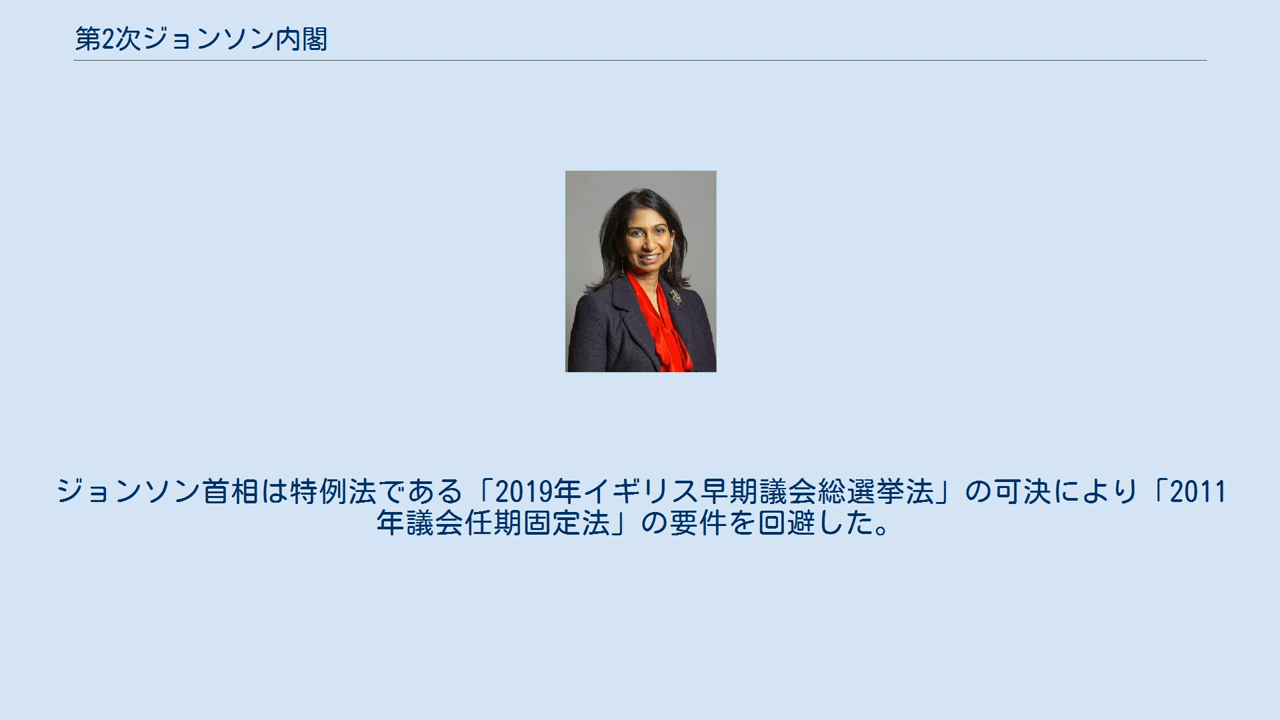 第2次ジョンソン内閣
ジョンソン首相は特例法である「2019年イギリス早期議会総選挙法」の可決により「2011
年議会任期固定法」の要件を回避した。